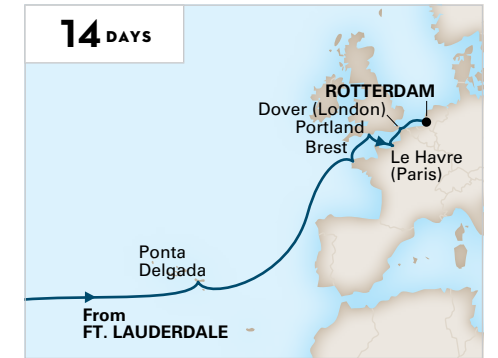 14 DAYS
ROTTERDAM
Dover (London)
Portland
Brest
Le Havre
(Paris)
Ponta
Delgada
From
FT. LAUDERDALE